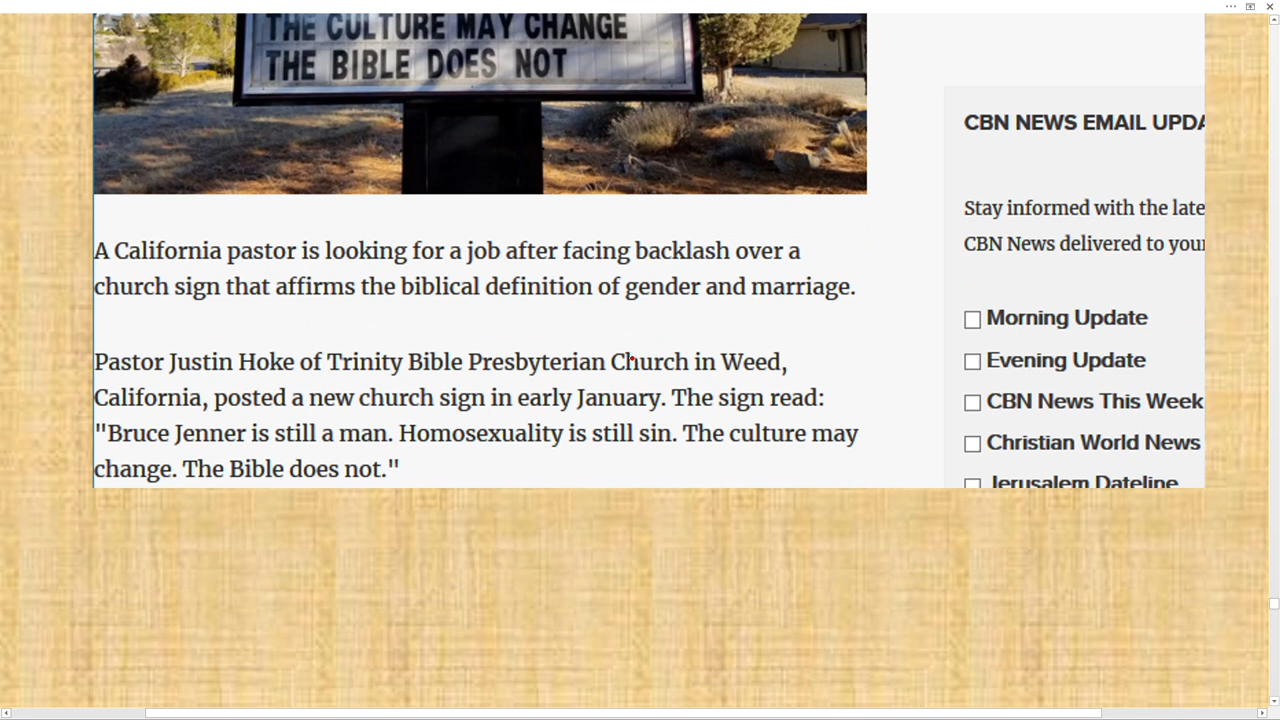 THE CULTURE MAY CHANGE
THE BIBLE DOES NOT
A California pastor is looking for a job after facing backlash over a
church sign that affirms the biblical definition of gender and marriage.
Pastor Justin Hoke of Trinity Bible Presbyterian Church in Weed,
California, posted a new church sign in early January. The sign read:
"Bruce Jenner is still a man. Homosexuality is still sin. The culture may
change. The Bible does not."
CBN NEWS EMAIL
Stay informed with the
CBN News delivered to
Morning Update
Evening Update
CBN News This Week
Christian World News
Jerusalem Dateline